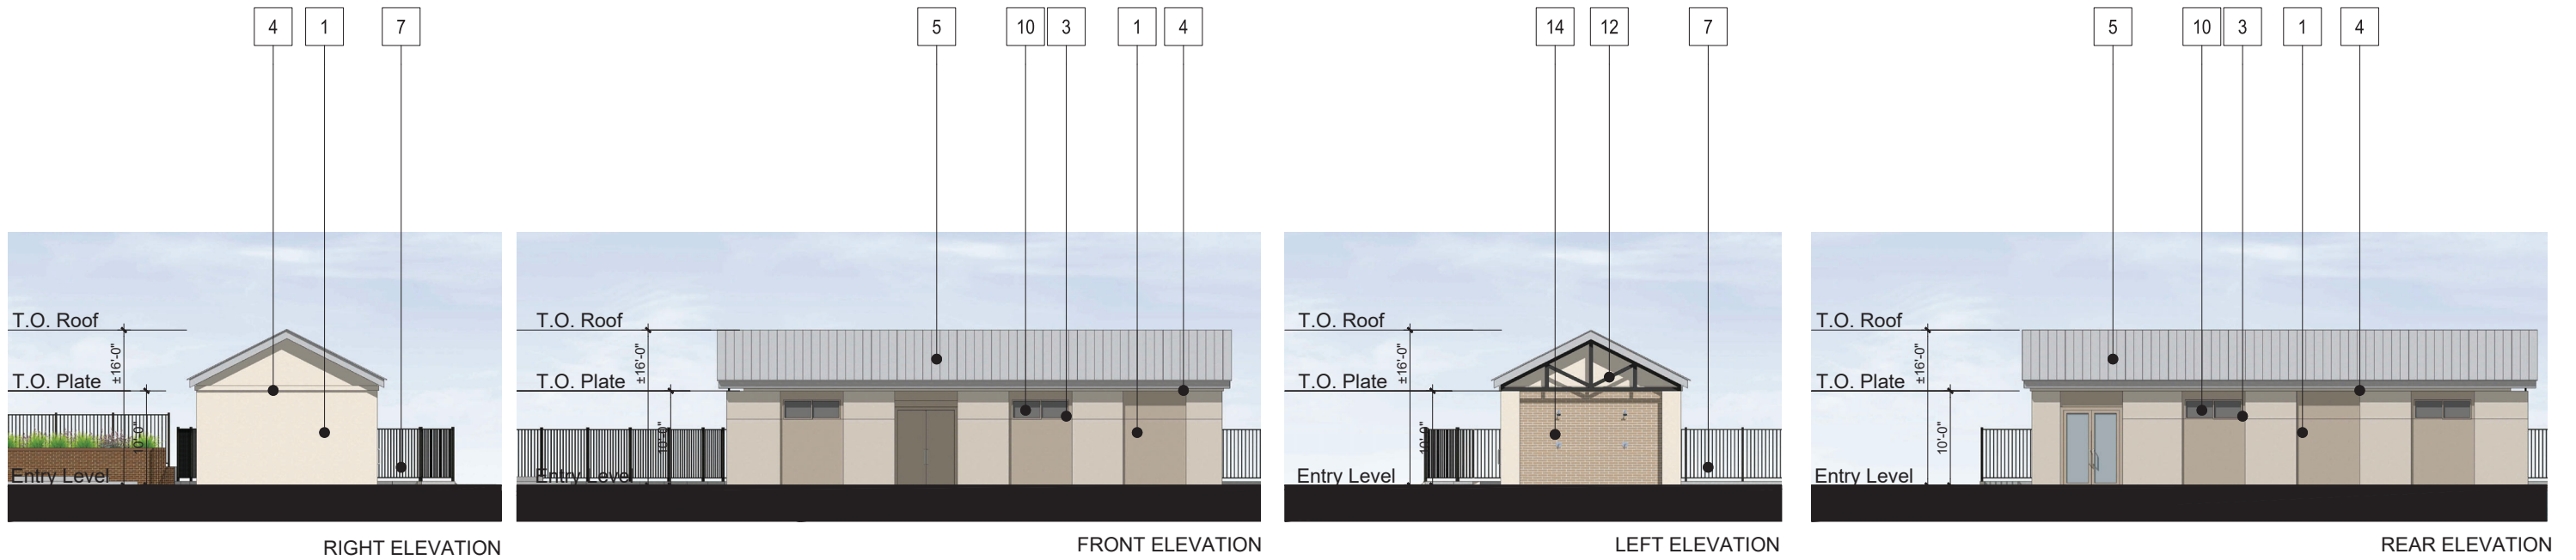 4 1 7
5 10 3 1 4
14 12 7
5 10 3 1 4
T.O. Roof
±16'-0"
T.O. Plate
10'-0"
Entry Level
RIGHT ELEVATION
T.O. Roof
±16'-0"
T.O. Plate
10'-0"
Entry Level
FRONT ELEVATION
T.O. Roof
±16'-0"
T.O. Plate
10'-0"
Entry Level
LEFT ELEVATION
T.O. Roof
±16'-0"
T.O. Plate
10'-0"
Entry Level
REAR ELEVATION